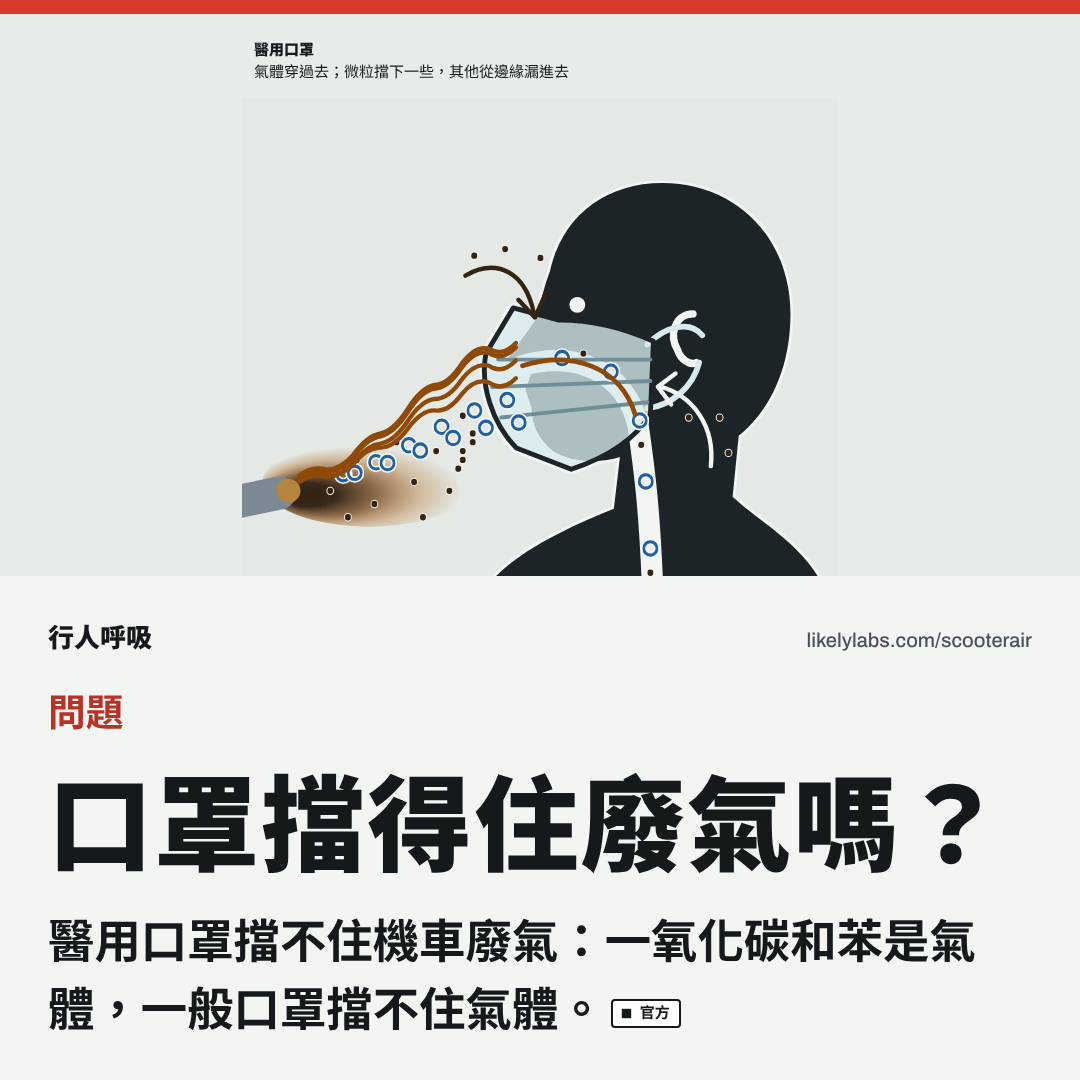 醫用口罩
氣體穿過去；微粒擋下一些，其他從邊緣漏進去
行人呼吸
likelylabs.com/scooterair
問題
口罩擋得住廢氣嗎？
醫用口罩擋不住機車廢氣：一氧化碳和苯是氣
體，一般口罩擋不住氣體。 ■ 官方